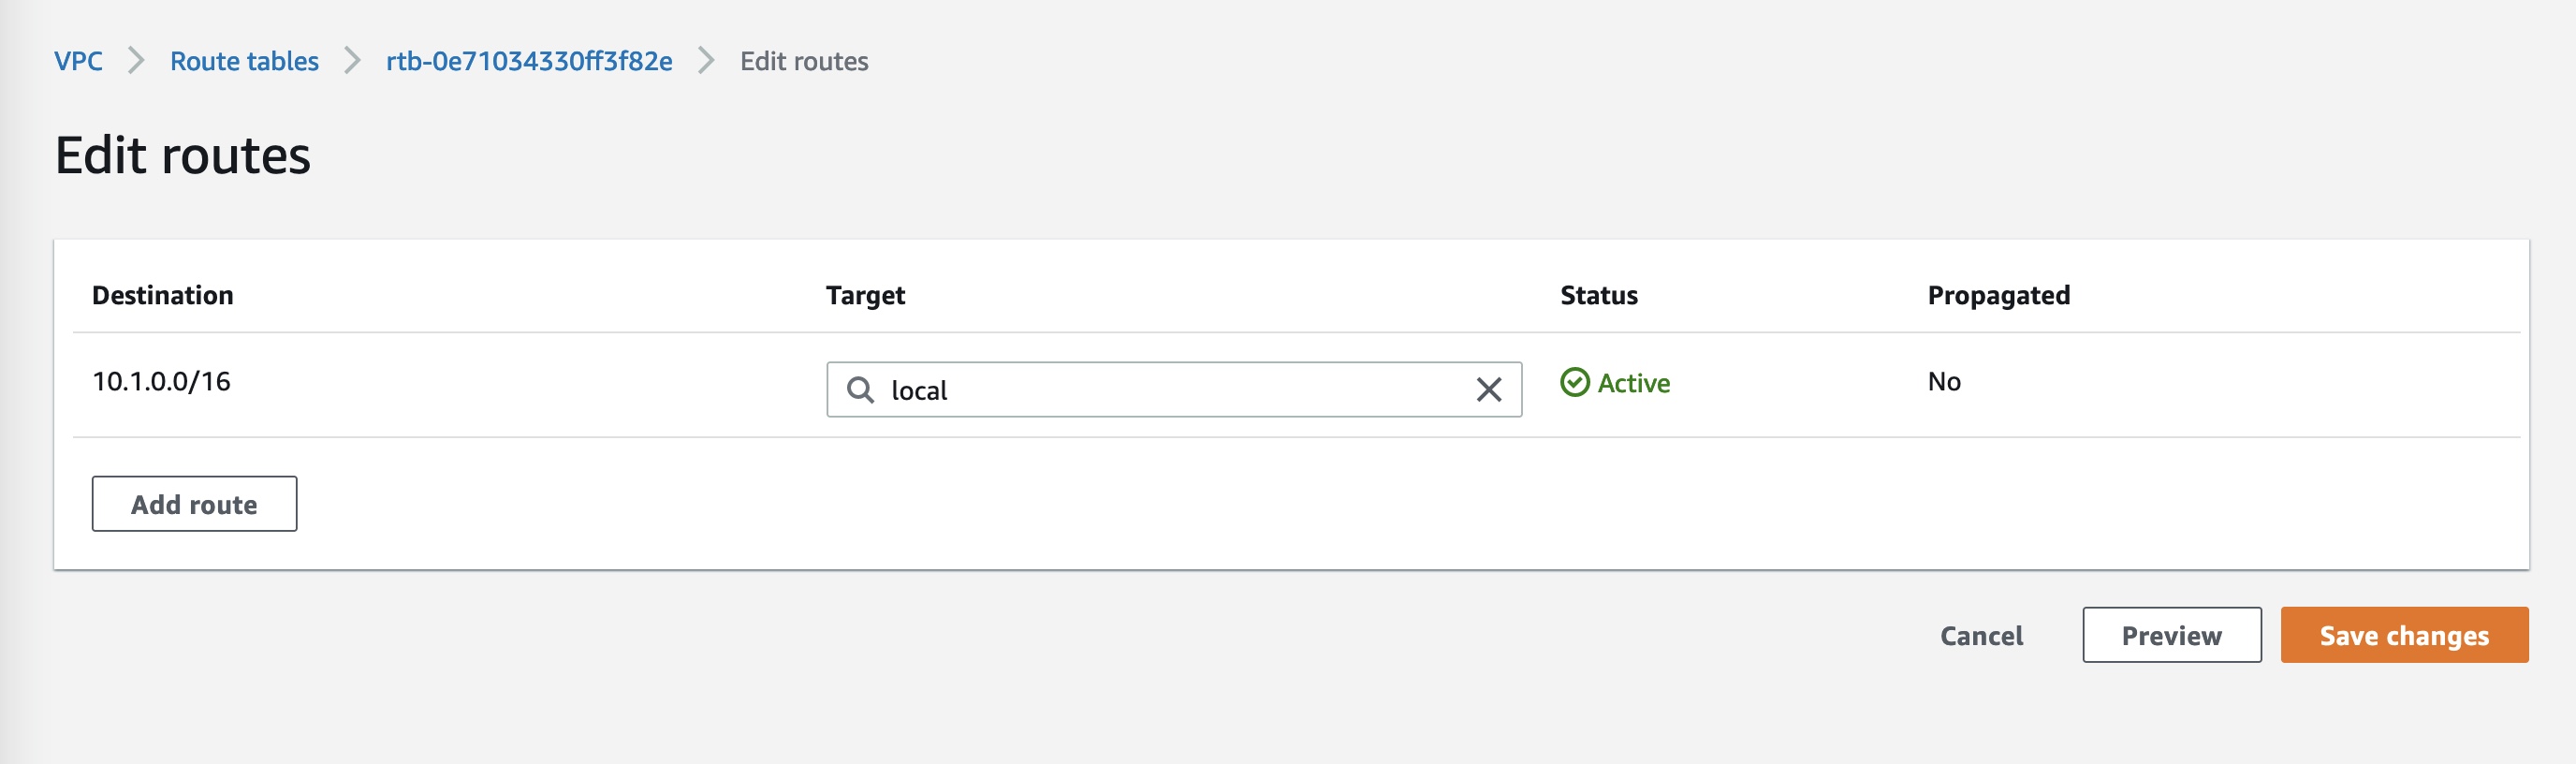 VPC > Route tables > rtb-0e71034330ff3f82e > Edit routes
Edit routes
Destination Target Status Propagated
10.1.0.0/16 local Active No
Add route
Cancel Preview Save changes